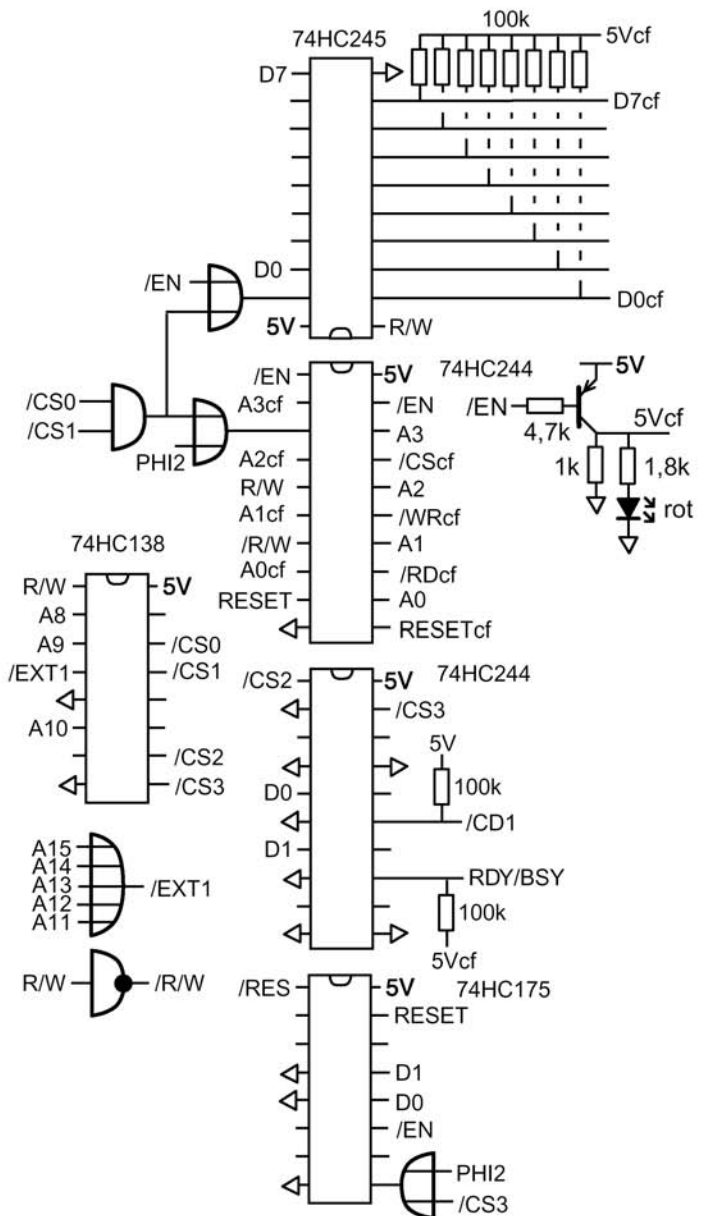 100k
74HC245
5Vcf
D7
D7cf
D0
/EN
D0cf
5V
R/W
/EN
5V
74HC244
5V
/CS0
A3cf
/EN
/EN
5Vcf
/CS1
A3
4,7k
PHI2
A2cf
/CScf
1k
1,8k
R/W
A2
A1cf
/WRcf
rot
74HC138
/R/W
A1
R/W
5V
A0cf
/RDcf
A8
RESET
A0
A9
/CS0
RESETcf
/EXT1
/CS1
/CS2
5V
74HC244
/CS3
A10
5V
/CS2
100k
/CS3
D0
/CD1
A15
D1
A14
RDY/BSY
A13
/EXT1
A12
100k
A11
5Vcf
R/W
/R/W
/RES
5V
74HC175
RESET
D1
D0
/EN
PHI2
/CS3